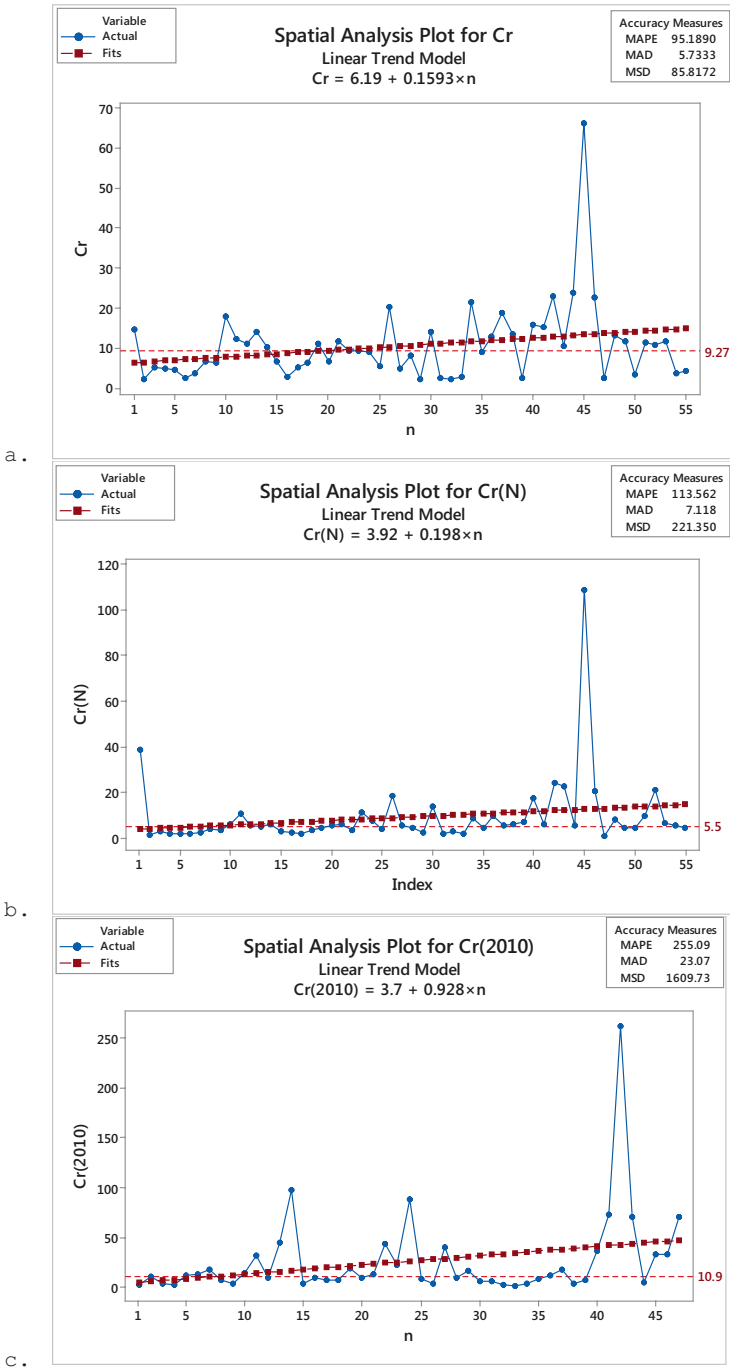 Variable
Actual
Fits
Spatial Analysis Plot for Cr
Linear Trend Model
Cr = 6.19 + 0.1593×n
Accuracy Measures
MAPE 95.1890
MAD 5.7333
MSD 85.8172
70
60
50
40
30
20
10
0
Cr
9.27
1 5 10 15 20 25 30 35 40 45 50 55
n
a.
Variable
Actual
Fits
Spatial Analysis Plot for Cr(N)
Linear Trend Model
Cr(N) = 3.92 + 0.198×n
Accuracy Measures
MAPE 113.562
MAD 7.118
MSD 221.350
120
100
80
60
40
20
0
Cr(N)
5.5
1 5 10 15 20 25 30 35 40 45 50 55
Index
b.
Variable
Actual
Fits
Spatial Analysis Plot for Cr(2010)
Linear Trend Model
Cr(2010) = 3.7 + 0.928×n
Accuracy Measures
MAPE 255.09
MAD 23.07
MSD 1609.73
250
200
150
100
50
0
Cr(2010)
10.9
1 5 10 15 20 25 30 35 40 45
n
c.